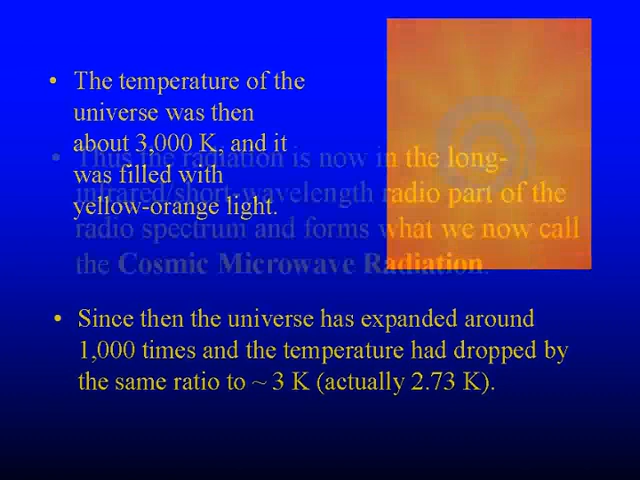 • The temperature of the
universe was then
about 3,000 K, and it
was filled with
yellow-orange light.
• Thus the radiation is now in the long-
infrared/short-wavelength radio part of the
radio spectrum and forms what we now call
the Cosmic Microwave Radiation.
• Since then the universe has expanded around
1,000 times and the temperature had dropped by
the same ratio to ~ 3 K (actually 2.73 K).